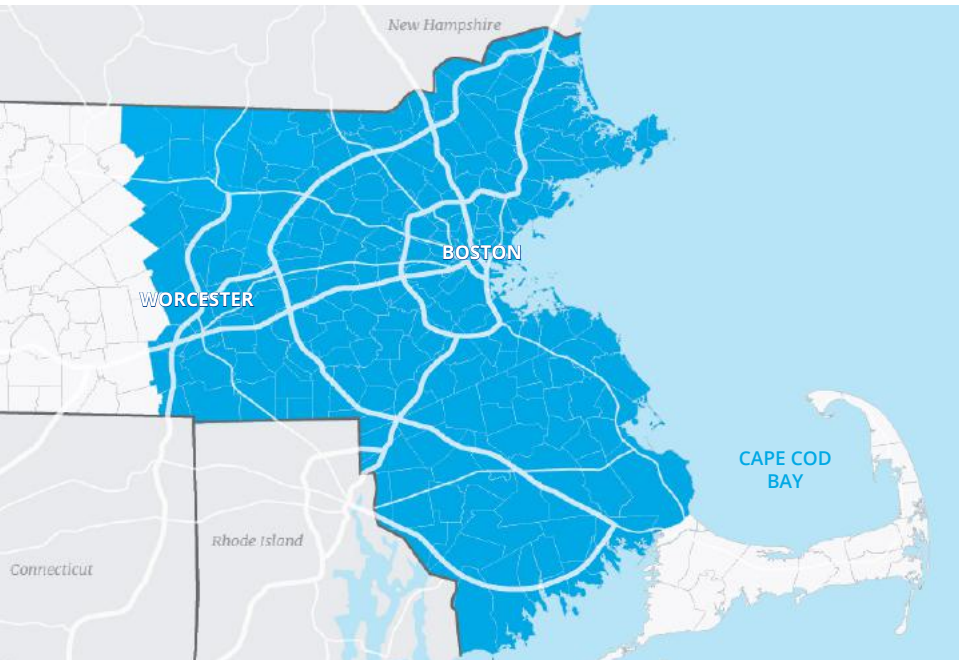 New Hampshire
BOSTON
WORCESTER
CAPE COD
BAY
Rhode Island
Connecticut